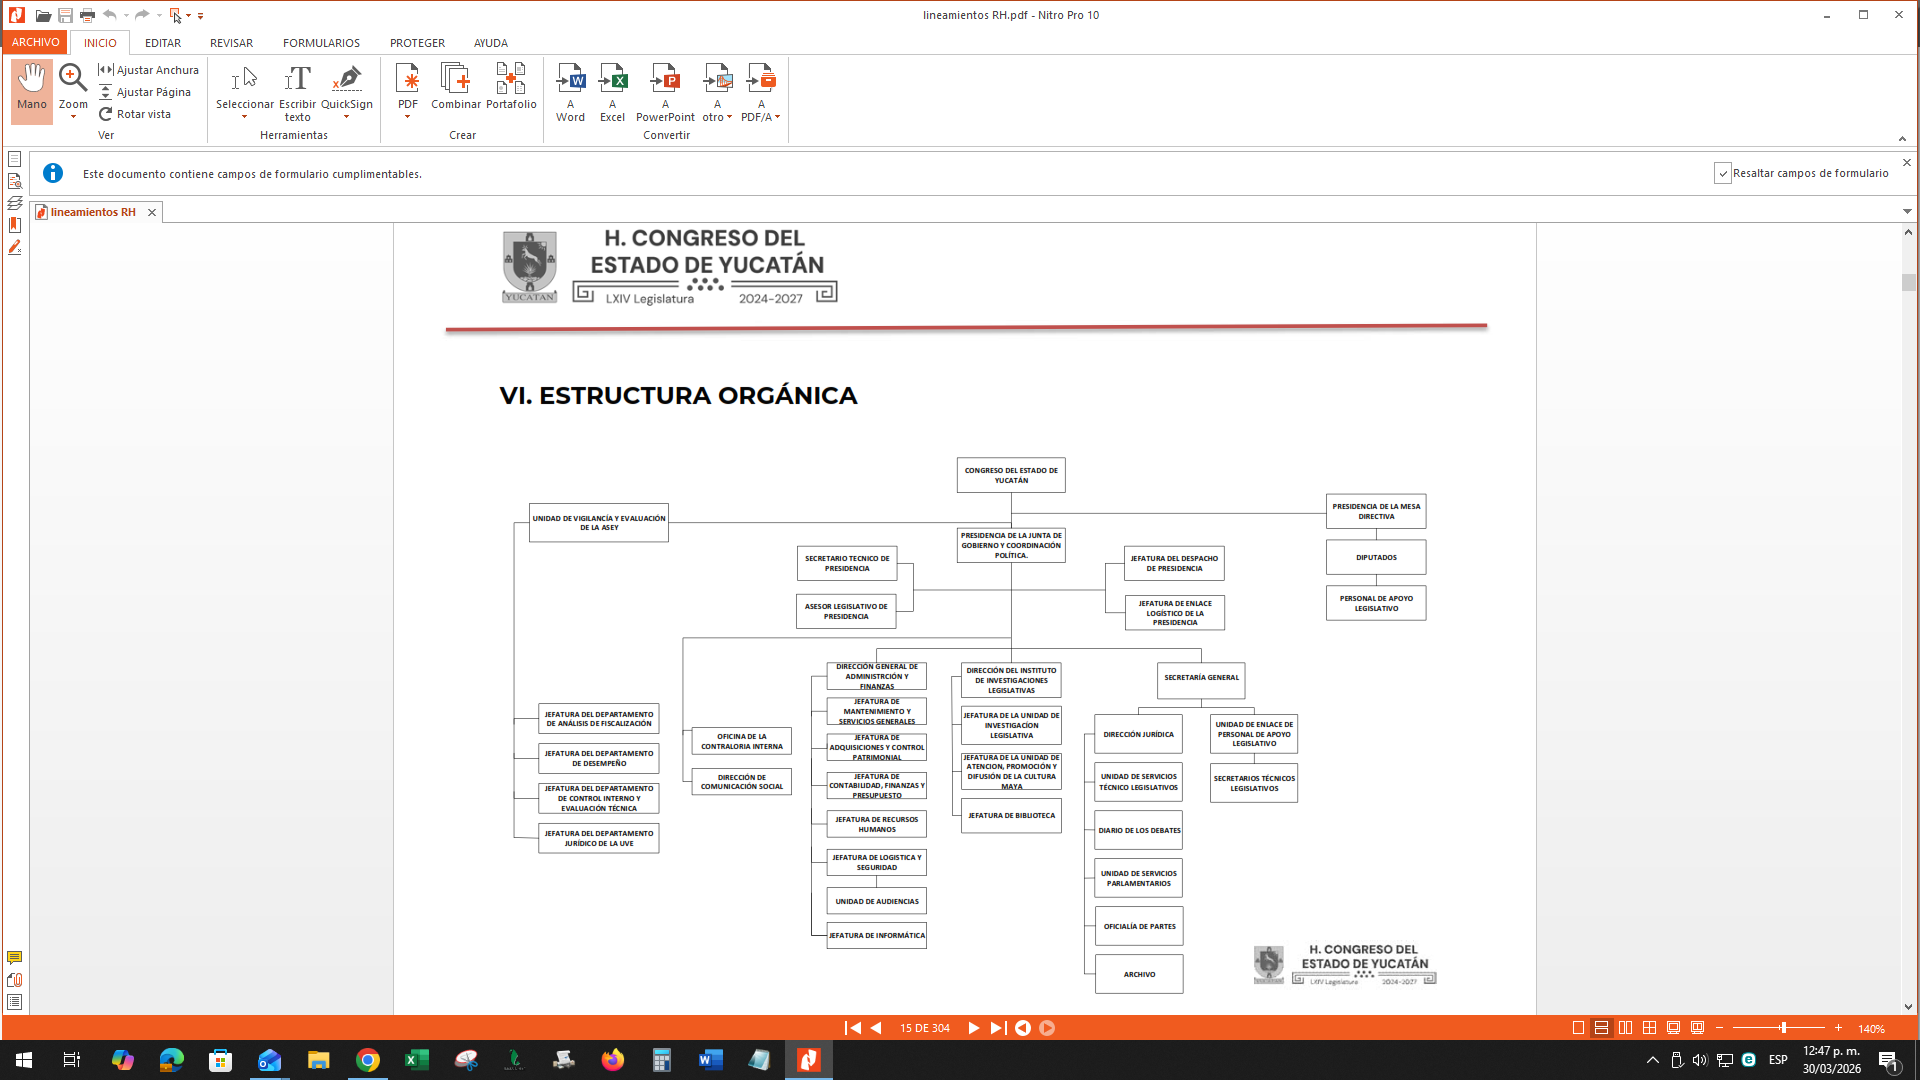 lineamientos RH.pdf - Nitro Pro 10
ARCHIVO
INICIO
EDITAR
REVISAR
FORMULARIOS
PROTEGER
AYUDA
Mano
Zoom
Ajustar Anchura
Ajustar Página
Rotar vista
Ver
Seleccionar
Escribir
texto
QuickSign
Herramientas
PDF
Combinar
Portafolio
Crear
A
Word
A
Excel
A
PowerPoint
A
otro
A
PDF/A
Convertir
Este documento contiene campos de formulario cumplimentables.
Resaltar campos de formulario
lineamientos RH
YUCATAN
H. CONGRESO DEL
ESTADO DE YUCATÁN
LXIV Legislatura
2024-2027
VI. ESTRUCTURA ORGÁNICA
CONGRESO DEL ESTADO DE
YUCATÁN
UNIDAD DE VIGILANCÍA Y EVALUACIÓN
DE LA ASEY
PRESIDENCIA DE LA MESA
DIRECTIVA
PRESIDENCIA DE LA JUNTA DE
GOBIERNO Y COORDINACIÓN
POLÍTICA.
DIPUTADOS
PERSONAL DE APOYO
LEGISLATIVO
SECRETARIO TECNICO DE
PRESIDENCIA
ASESOR LEGISLATIVO DE
PRESIDENCIA
JEFATURA DEL DESPACHO
DE PRESIDENCIA
JEFATURA DE ENLACE
LOGÍSTICO DE LA
PRESIDENCIA
JEFATURA DEL DEPARTAMENTO
DE ANÁLISIS DE FISCALIZACIÓN
JEFATURA DEL DEPARTAMENTO
DE DESEMPEÑO
JEFATURA DEL DEPARTAMENTO
DE CONTROL INTERNO Y
EVALUACIÓN TÉCNICA
JEFATURA DEL DEPARTAMENTO
JURÍDICO DE LA UVE
OFICINA DE LA
CONTRALORIA INTERNA
DIRECCIÓN DE
COMUNICACIÓN SOCIAL
DIRECCIÓN GENERAL DE
ADMINISTRCIÓN Y
FINANZAS
JEFATURA DE
MANTENIMIENTO Y
SERVICIOS GENERALES
JEFATURA DE
ADQUISICIONES Y CONTROL
PATRIMONIAL
JEFATURA DE
CONTABILIDAD, FINANZAS Y
PRESUPUESTO
JEFATURA DE RECURSOS
HUMANOS
JEFATURA DE LOGISTICA Y
SEGURIDAD
UNIDAD DE AUDIENCIAS
JEFATURA DE INFORMÁTICA
DIRECCIÓN DEL INSTITUTO
DE INVESTIGACIONES
LEGISLATIVAS
JEFATURA DE LA UNIDAD DE
INVESTIGACÍON
LEGISLATIVA
JEFATURA DE LA UNIDAD DE
ATENCION, PROMOCIÓN Y
DIFUSIÓN DE LA CULTURA
MAYA
JEFATURA DE BIBLIOTECA
SECRETARÍA GENERAL
DIRECCIÓN JURÍDICA
UNIDAD DE SERVICIOS
TÉCNICO LEGISLATIVOS
DIARIO DE LOS DEBATES
UNIDAD DE SERVICIOS
PARLAMENTARIOS
OFICIALÍA DE PARTES
ARCHIVO
UNIDAD DE ENLACE DE
PERSONAL DE APOYO
LEGISLATIVO
SECRETARIOS TÉCNICOS
LEGISLATIVOS
H. CONGRESO DEL
ESTADO DE YUCATÁN
LXIV Legislatura
2024-2027
15 DE 304
140%
ESP
12:47 p. m.
30/03/2026
1